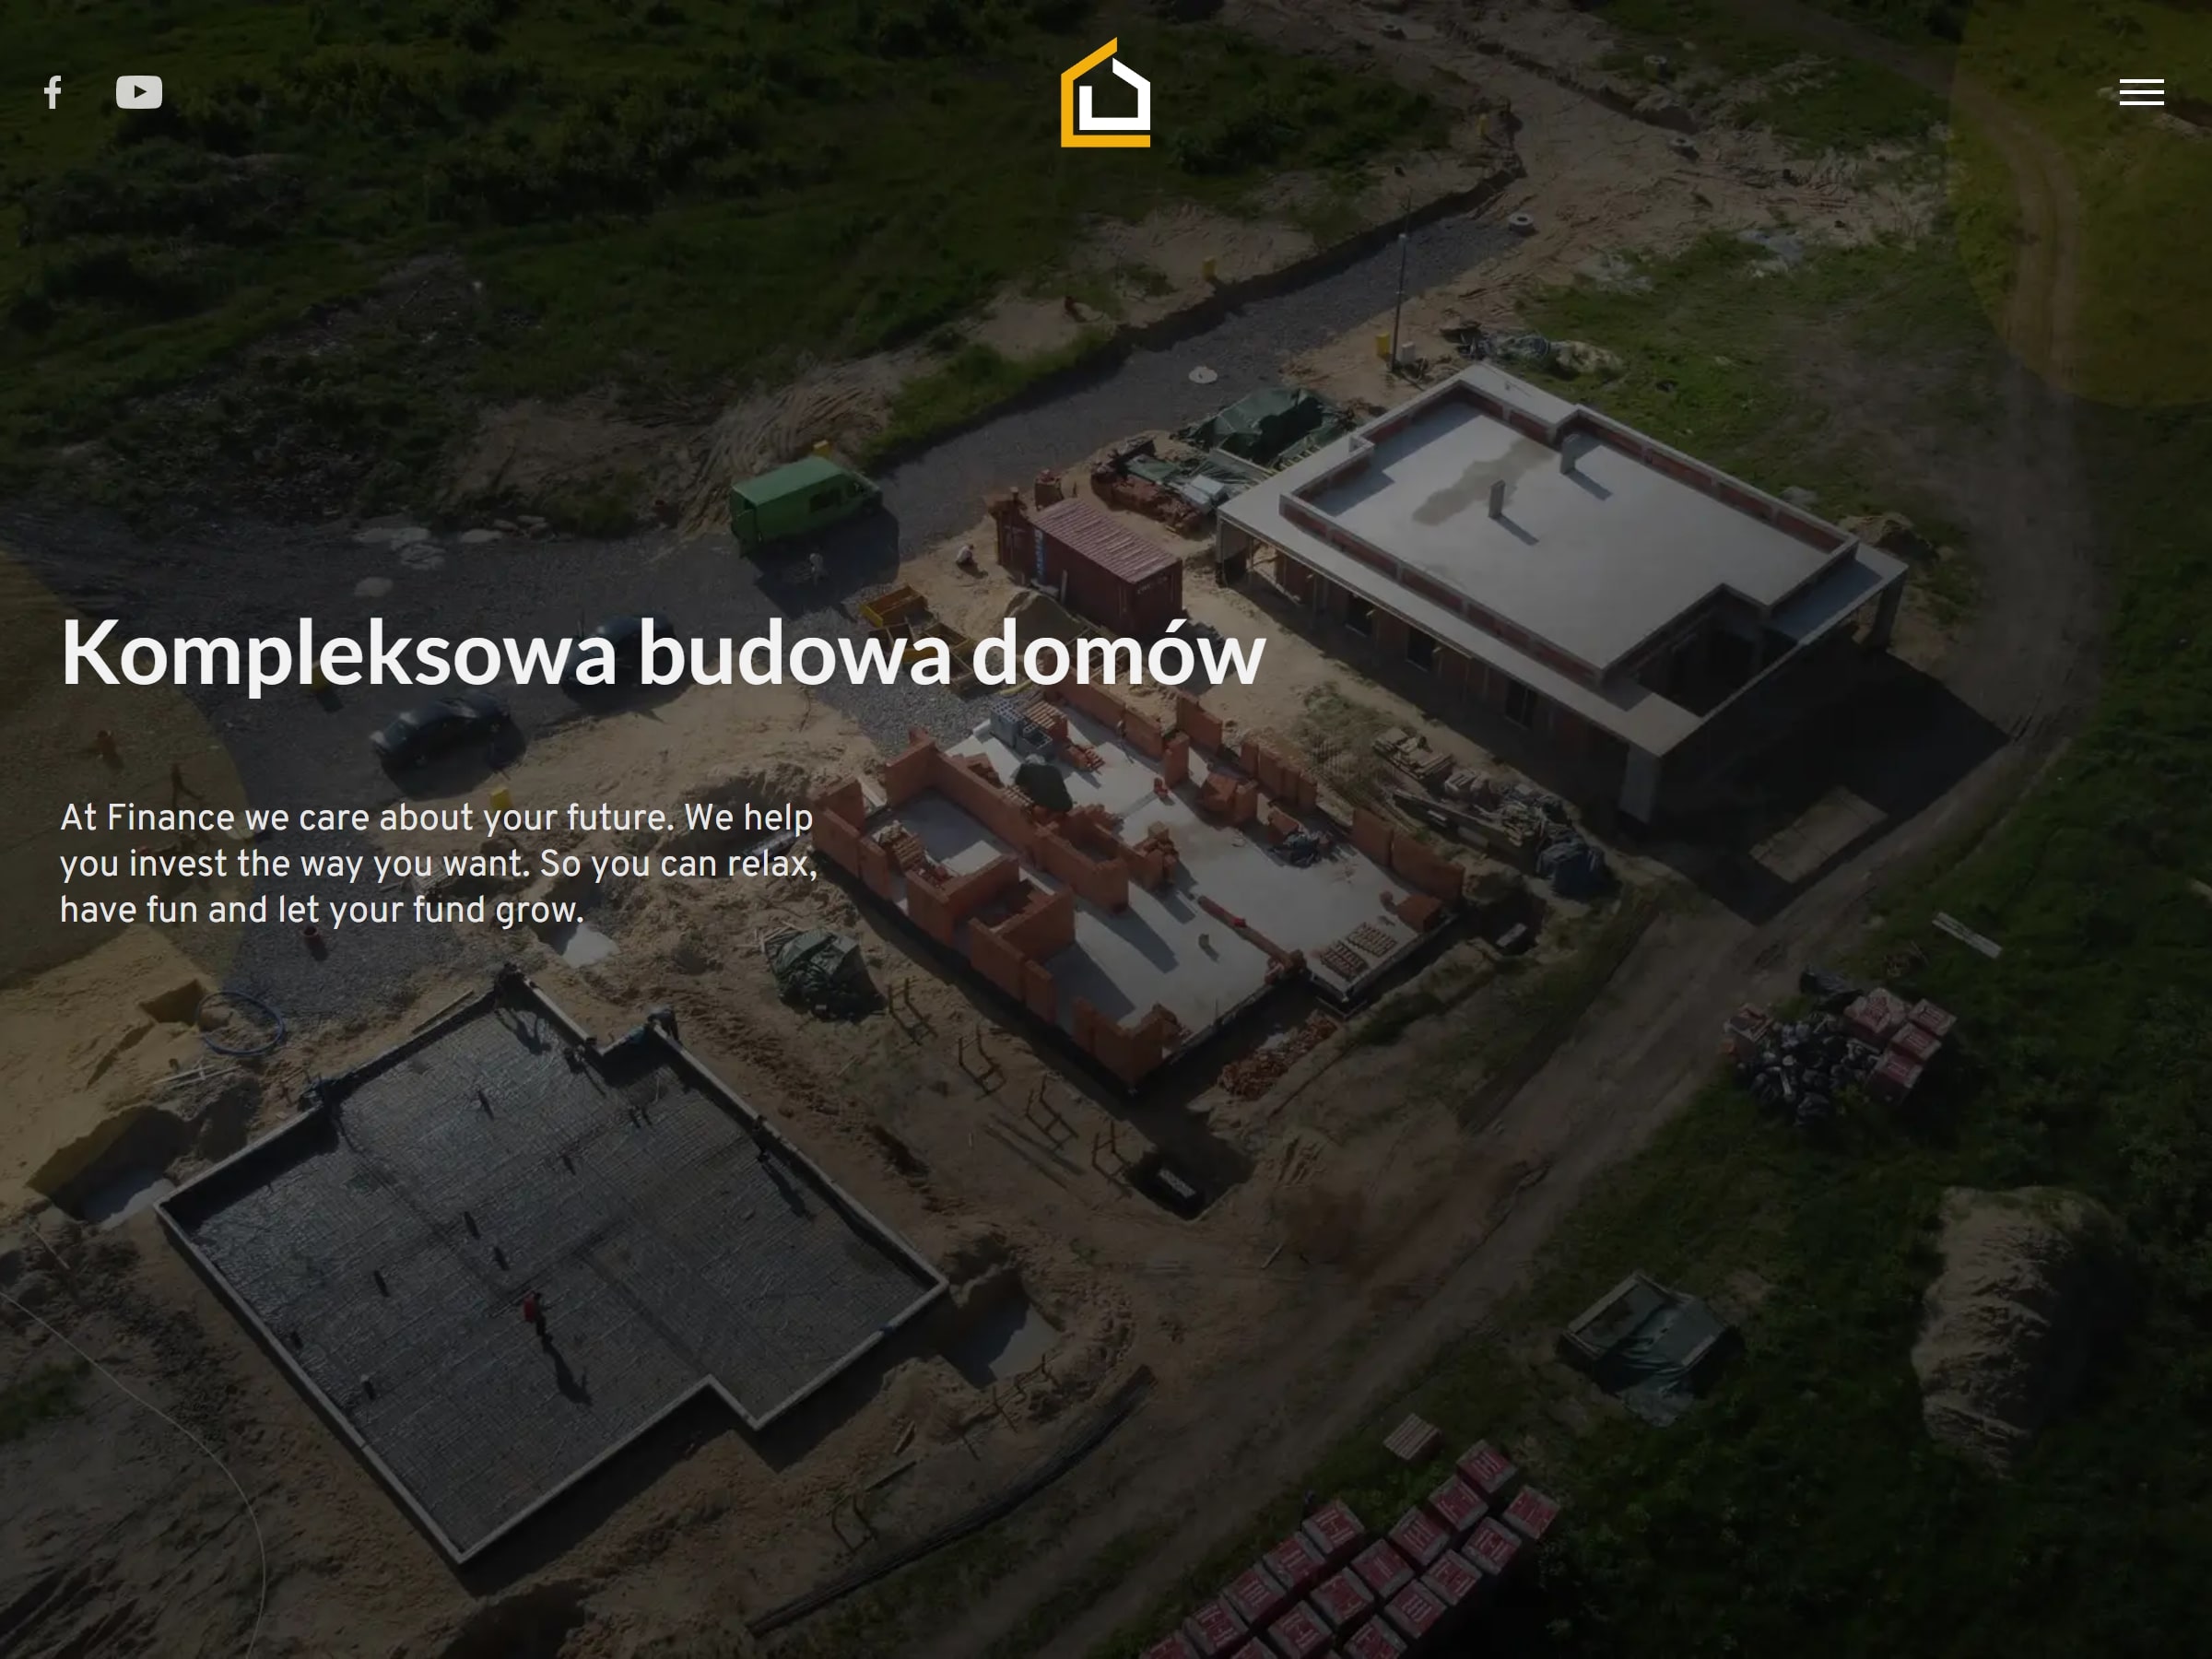 Kompleksowa budowa domów
At Finance we care about your future. We help
you invest the way you want. So you can relax,
have fun and let your fund grow.